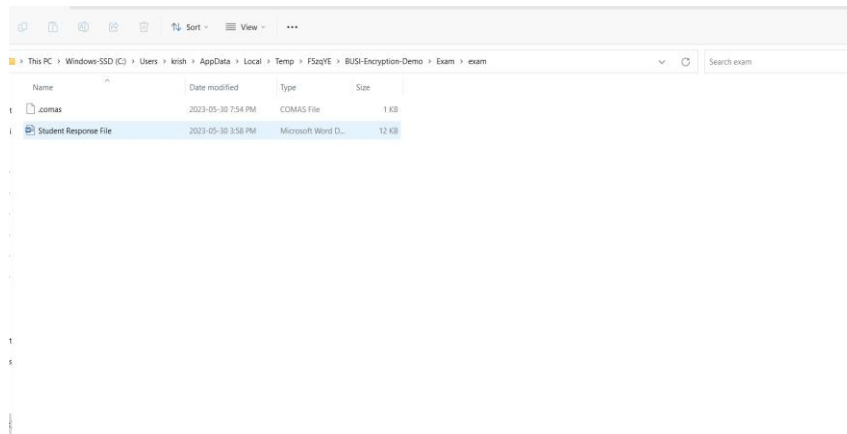 Sort View ...
This PC > Windows-SSD (C:) > Users > krish > AppData > Local > Temp > F5zqYE > BUSI-Encryption-Demo > Exam > exam Search exam
Name Date modified Type Size
.comas 2023-05-30 7:54 PM COMAS File 1 KB
Student Response File 2023-05-30 3:58 PM Microsoft Word D... 12 KB